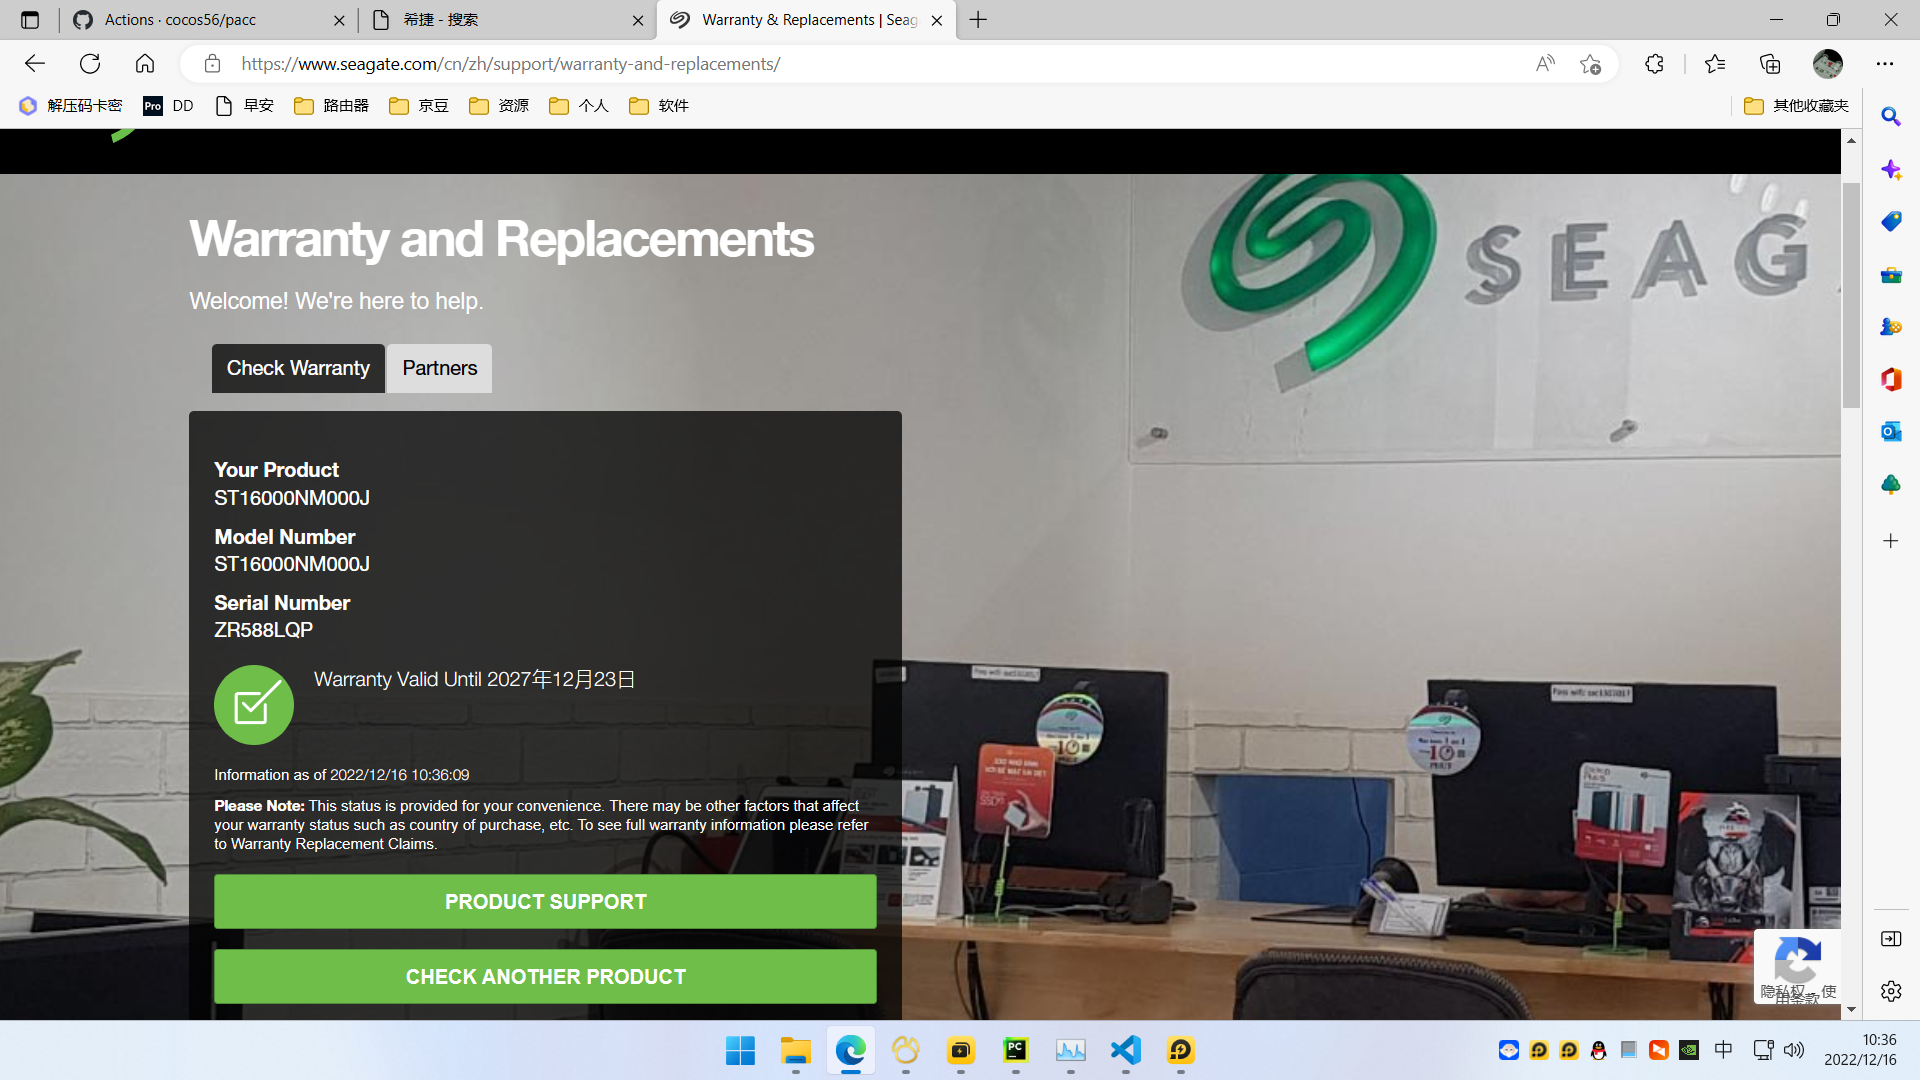 Actions · cocos56/pacc
希捷 - 搜索
Warranty & Replacements | Seag
https://www.seagate.com/cn/zh/support/warranty-and-replacements/
解压码卡密
Pro DD
早安
路由器
京豆
资源
个人
软件
其他收藏夹
Warranty and Replacements
Welcome! We're here to help.
SEAGA
Check Warranty
Partners
Your Product
ST16000NM000J
Model Number
ST16000NM000J
Serial Number
ZR588LQP
Warranty Valid Until 2027年12月23日
Information as of 2022/12/16 10:36:09
Please Note: This status is provided for your convenience. There may be other factors that affect
your warranty status such as country of purchase, etc. To see full warranty information please refer
to Warranty Replacement Claims.
PRODUCT SUPPORT
CHECK ANOTHER PRODUCT
隐私权 - 使
用条款
PC
中
10:36
2022/12/16